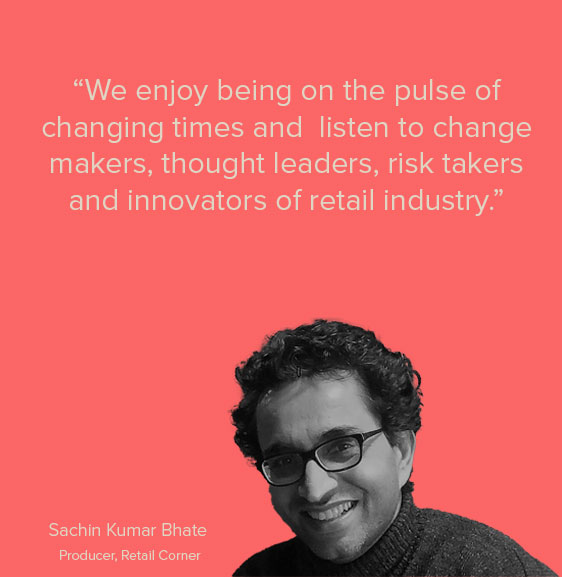 “We enjoy being on the pulse of
changing times and  listen to change
makers, thought leaders, risk takers
and innovators of retail industry.”
Sachin Kumar Bhate
Producer, Retail Corner